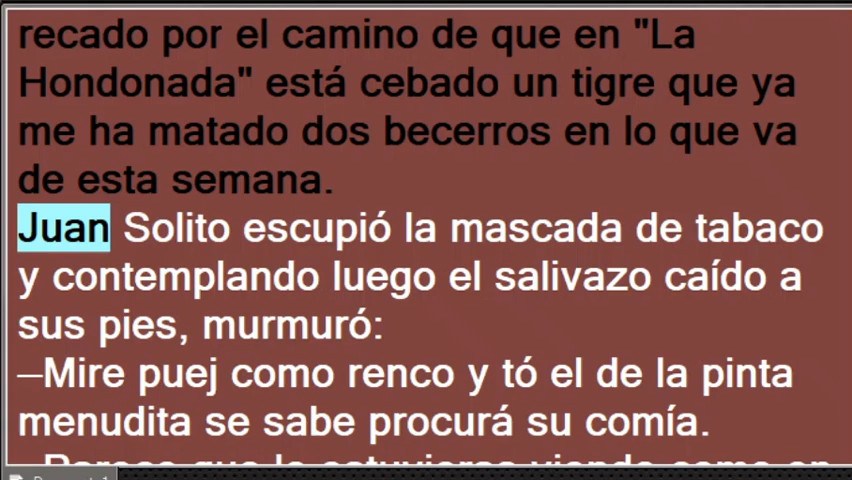 recado por el camino de que en "La
Hondonada" está cebado un tigre que ya
me ha matado dos becerros en lo que va
de esta semana.
Juan Solito escupió la mascada de tabaco
y contemplando luego el salivazo caído a
sus pies, murmuró:
—Mire puej como renco y tó el de la pinta
menudita se sabe procurá su comía.